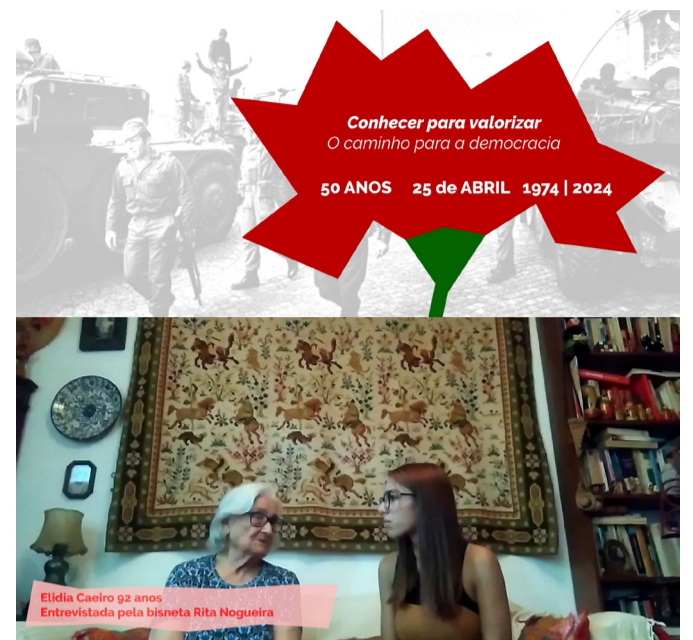 Conhecer para valorizar
O caminho para a democracia
50 ANOS 25 de ABRIL 1974 | 2024
Elidia Caeiro 92 anos
Entrevistada pela bisneta Rita Nogueira